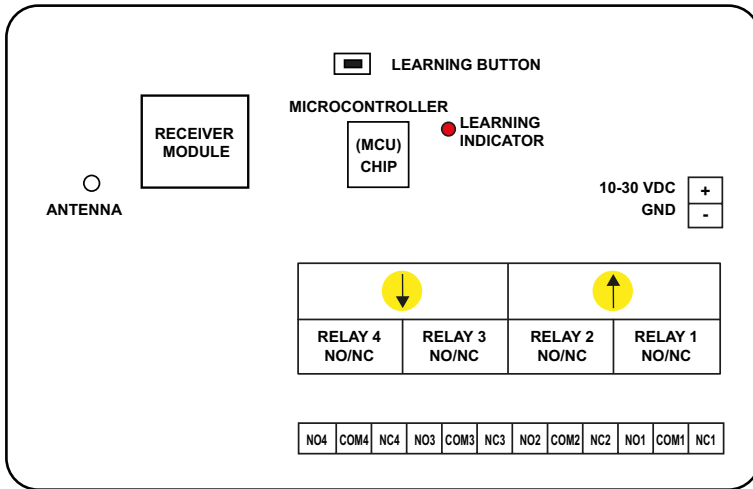 LEARNING BUTTON
MICROCONTROLLER
LEARNING
INDICATOR
RECEIVER
MODULE
(MCU)
CHIP
ANTENNA
10-30 VDC +
GND -
RELAY 4
NO/NC
RELAY 3
NO/NC
RELAY 2
NO/NC
RELAY 1
NO/NC
NO4 COM4 NC4 NO3 COM3 NC3 NO2 COM2 NC2 NO1 COM1 NC1